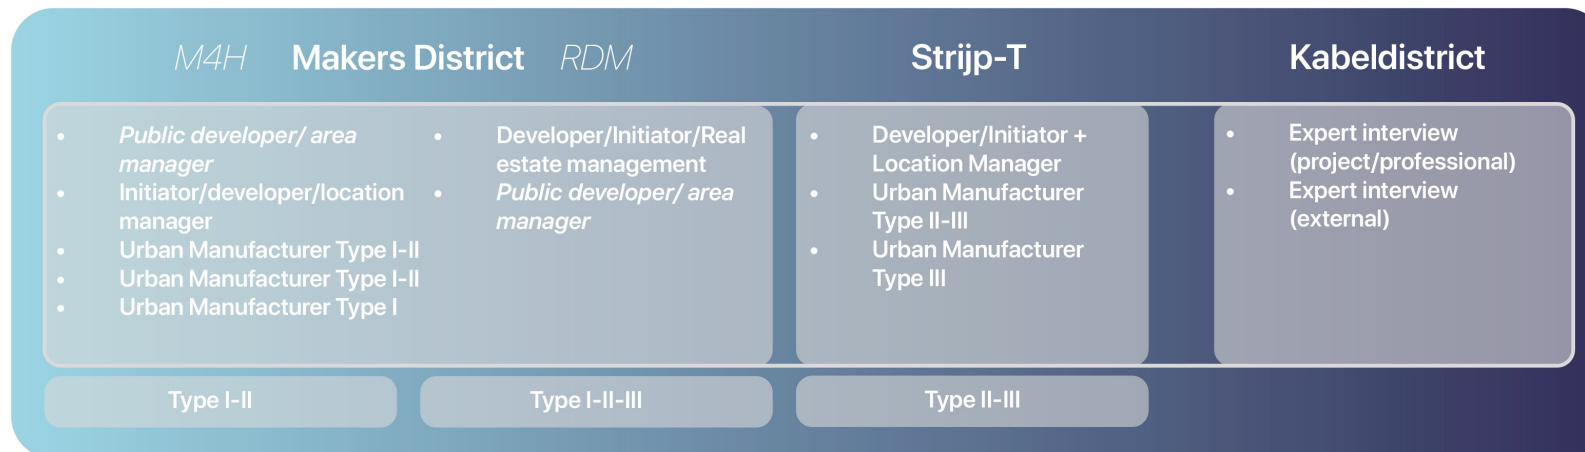 M4H Makers District RDM
Strijp-T
Kabeldistrict
• Public developer/ area
manager
• Initiator/developer/location
manager
• Urban Manufacturer Type I-II
• Urban Manufacturer Type I-II
• Urban Manufacturer Type I
• Developer/Initiator/Real
estate management
• Public developer/ area
manager
• Developer/Initiator +
Location Manager
• Urban Manufacturer
Type II-III
• Urban Manufacturer
Type III
• Expert interview
(project/professional)
• Expert interview
(external)
Type I-II
Type I-II-III
Type II-III